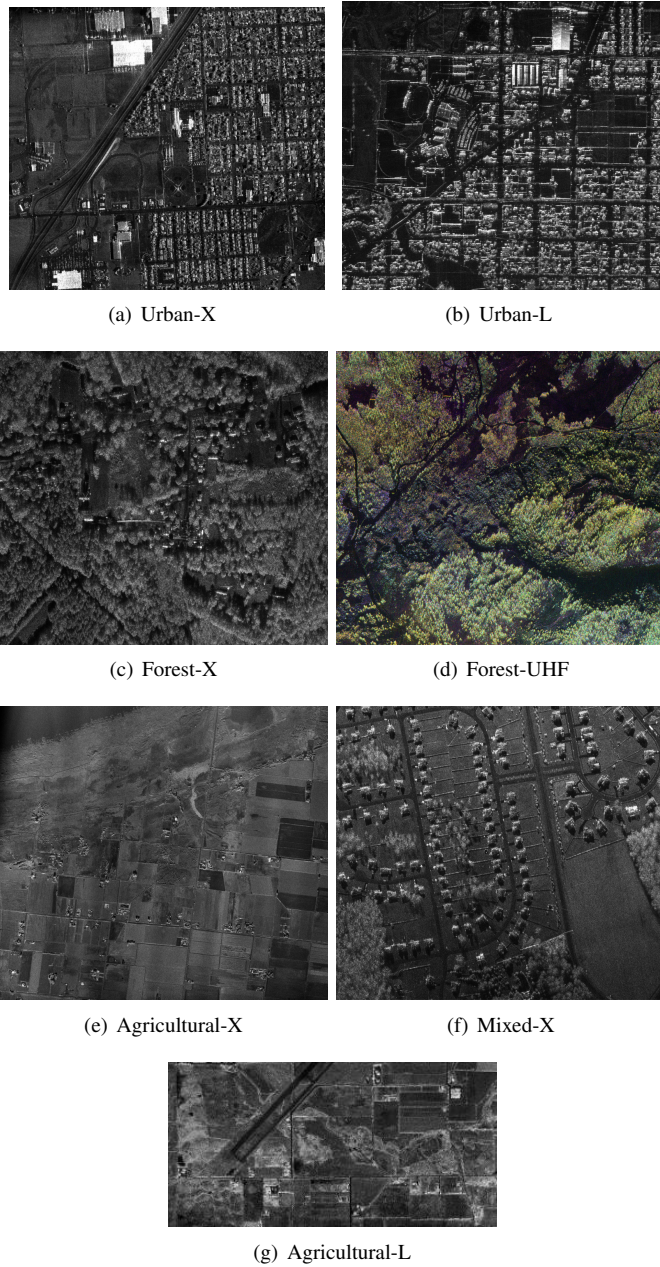 (a) Urban-X
(b) Urban-L
(c) Forest-X
(d) Forest-UHF
(e) Agricultural-X
(f) Mixed-X
(g) Agricultural-L